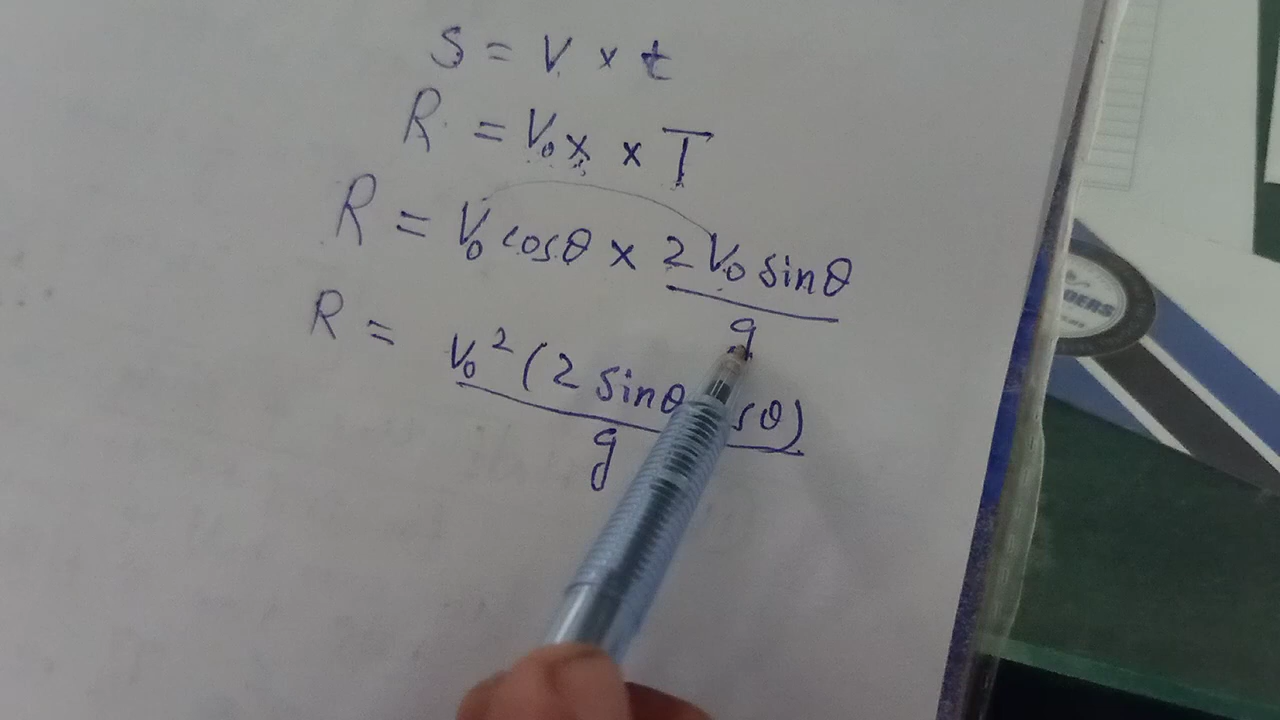 S = V × t
R = V₀x × T
R = V₀ cosθ × 2V₀ sinθ / g
R = V₀² (2 sinθ sθ) / g